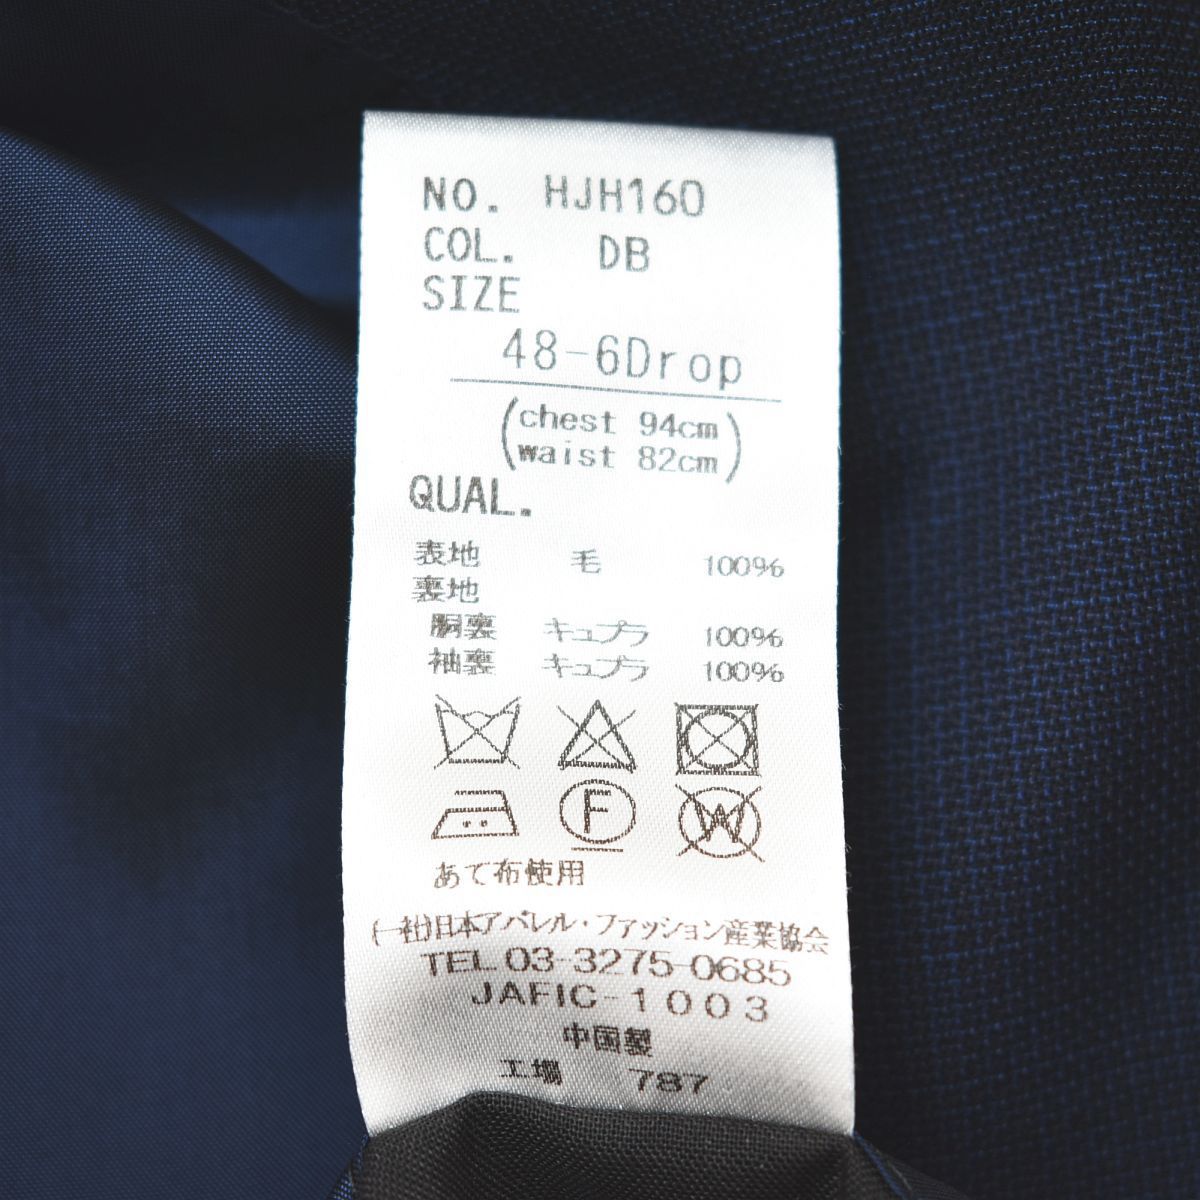 NO. HJH160
COL. DB
SIZE
48-6Drop
(chest 94cm
waist 82cm)
QUAL.
表地 毛 100%
裏地
胴裏 キュプラ 100%
袖裏 キュプラ 100%
F W
あて布使用
(一社)日本アパレル・ファッション産業協会
TEL 03-3275-0685
JAFIC-1003
中国製
工場 787